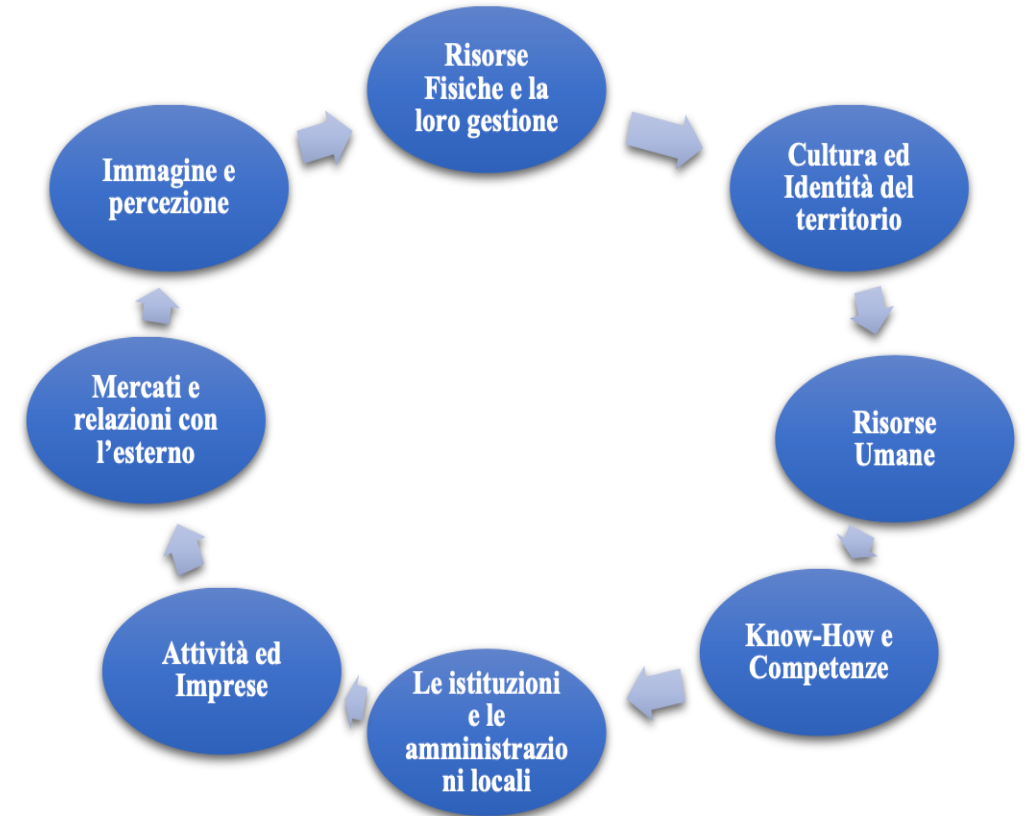 Risorse
Fisiche e la
loro gestione
Cultura ed
Identità del
territorio
Risorse
Umane
Know-How e
Competenze
Le istituzioni
e le
amministrazio
ni locali
Attività ed
Imprese
Mercati e
relazioni con
l’esterno
Immagine e
percezione